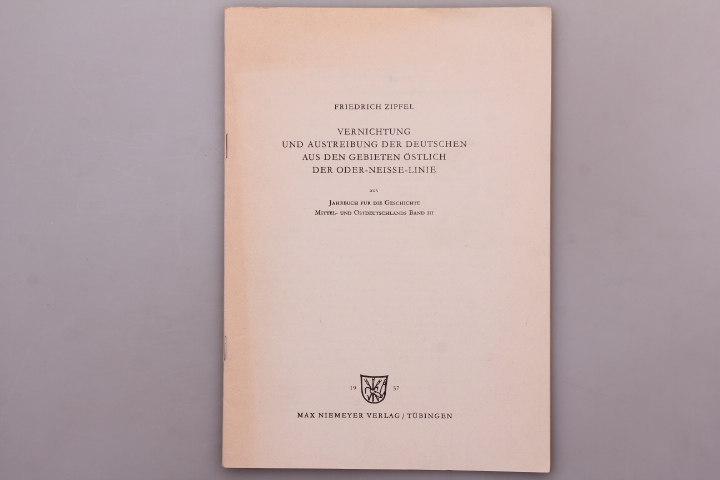 FRIEDRICH ZIPFEL
VERNICHTUNG
UND AUSTREIBUNG DER DEUTSCHEN
AUS DEN GEBIETEN ÖSTLICH
DER ODER-NEISSE-LINIE
aus
JAHRBUCH FÜR DIE GESCHICHTE
MITTEL- UND OSTDEUTSCHLANDS BAND III
19 57
MAX NIEMEYER VERLAG / TÜBINGEN